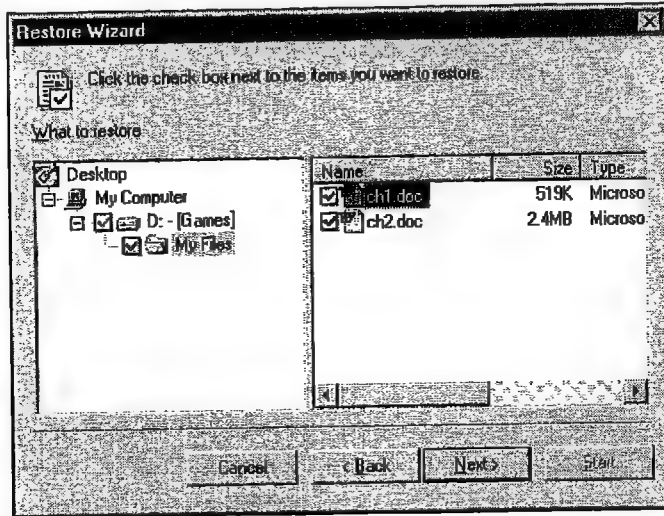 Restore Wizard
Click the check box next to the items you want to restore.
What to restore
Desktop
My Computer
D: - [Games]
My Files
Name Size Type
ch1.doc 519K Microso
ch2.doc 2.4MB Microso
Cancel < Back Next > Start